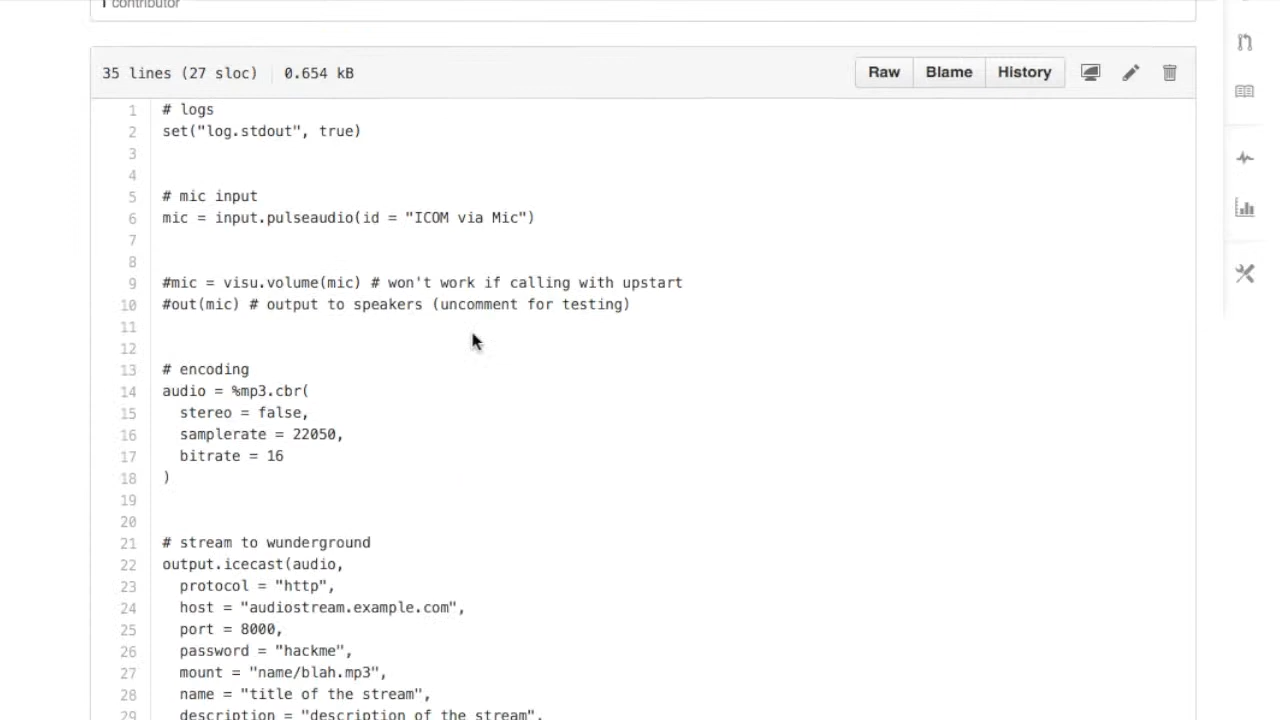 1 contributor
35 lines (27 sloc) 0.654 kB Raw Blame History
1 # logs
2 set("log.stdout", true)
3
4
5 # mic input
6 mic = input.pulseaudio(id = "ICOM via Mic")
7
8
9 #mic = visu.volume(mic) # won't work if calling with upstart
10 #out(mic) # output to speakers (uncomment for testing)
11
12
13 # encoding
14 audio = %mp3.cbr(
15 stereo = false,
16 samplerate = 22050,
17 bitrate = 16
18 )
19
20
21 # stream to wunderground
22 output.icecast(audio,
23 protocol = "http",
24 host = "audiostream.example.com",
25 port = 8000,
26 password = "hackme",
27 mount = "name/blah.mp3",
28 name = "title of the stream",
29 description = "description of the stream",